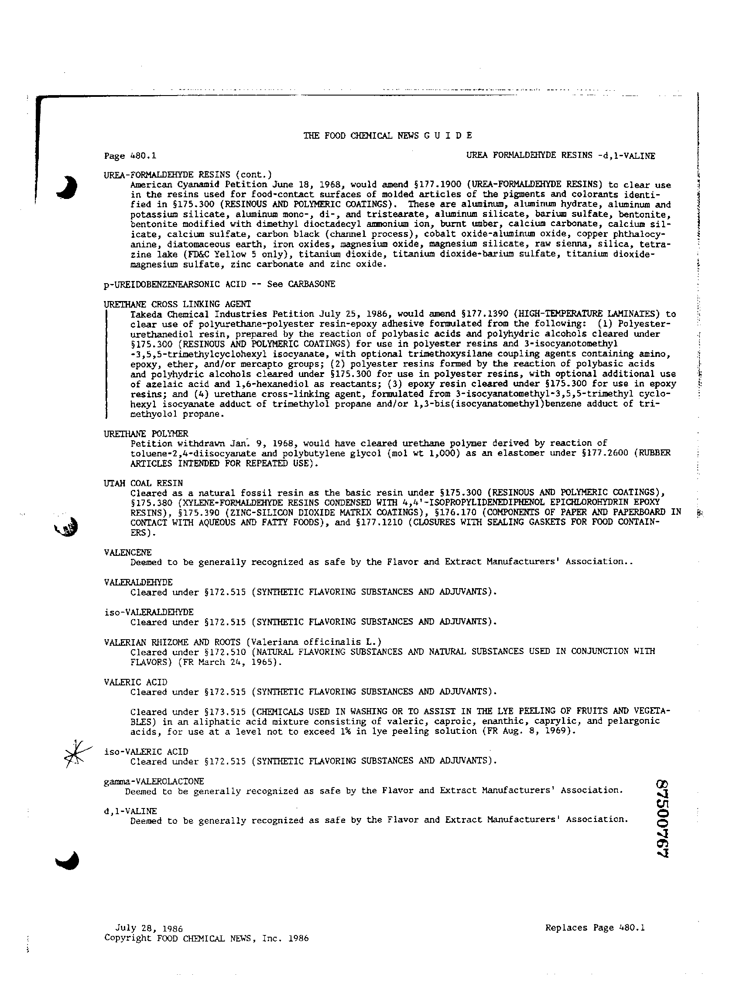 THE FOOD CHEMICAL NEWS G U I D E
Page 480.1
UREA FORMALDEHYDE RESINS -d,l-VALINE
UREA-FORMALDEHYDE RESINS (cont.)
American Cyanamid Petition June 18, 1968, would amend §177.1900 (UREA-FORMALDEHYDE RESINS) to clear use
in the resins used for food-contact surfaces of molded articles of the pigments and colorants identi-
fied in §175.300 (RESINOUS AND POLYMERIC COATINGS). These are aluminum, aluminum hydrate, aluminum and
potassium silicate, aluminum mono-, di-, and tristearate, aluminum silicate, barium sulfate, bentonite,
bentonite modified with dimethyl dioctadecyl ammonium ion, burnt umber, calcium carbonate, calcium sil-
icate, calcium sulfate, carbon black (channel process), cobalt oxide-aluminum oxide, copper phthalocy-
anine, diatomaceous earth, iron oxides, magnesium oxide, magnesium silicate, raw sienna, silica, tetra-
zine lake (FD&C Yellow 5 only), titanium dioxide, titanium dioxide-barium sulfate, titanium dioxide-
magnesium sulfate, zinc carbonate and zinc oxide.
p-UREIDOBENZENEARSONIC ACID -- See CARBASONE
URETHANE CROSS LINKING AGENT
Takeda Chemical Industries Petition July 25, 1986, would amend §177.1390 (HIGH-TEMPERATURE LAMINATES) to
clear use of polyurethane-polyester resin-epoxy adhesive formulated from the following: (1) Polyester-
urethanediol resin, prepared by the reaction of polybasic acids and polyhydric alcohols cleared under
§175.300 (RESINOUS AND POLYMERIC COATINGS) for use in polyester resins and 3-isocyanotomethyl
-3,5,5-trimethylcyclohexyl isocyanate, with optional trimethoxysilane coupling agents containing amino,
epoxy, ether, and/or mercapto groups; (2) polyester resins formed by the reaction of polybasic acids
and polyhydric alcohols cleared under §175.300 for use in polyester resins, with optional additional use
of azelaic acid and 1,6-hexanediol as reactants; (3) epoxy resin cleared under §175.300 for use in epoxy
resins; and (4) urethane cross-linking agent, formulated from 3-isocyanatomethyl-3,5,5-trimethyl cyclo-
hexyl isocyanate adduct of trimethylol propane and/or 1,3-bis(isocyanatomethyl)benzene adduct of tri-
methyolol propane.
URETHANE POLYMER
Petition withdrawn Jan. 9, 1968, would have cleared urethane polymer derived by reaction of
toluene-2,4-diisocyanate and polybutylene glycol (mol wt 1,000) as an elastomer under §177.2600 (RUBBER
ARTICLES INTENDED FOR REPEATED USE).
UTAH COAL RESIN
Cleared as a natural fossil resin as the basic resin under §175.300 (RESINOUS AND POLYMERIC COATINGS),
§175.380 (XYLENE-FORMALDEHYDE RESINS CONDENSED WITH 4,4'-ISOPROPYLIDENEDIPHENOL EPICHLOROHYDRIN EPOXY
RESINS), §175.390 (ZINC-SILICON DIOXIDE MATRIX COATINGS), §176.170 (COMPONENTS OF PAPER AND PAPERBOARD IN
CONTACT WITH AQUEOUS AND FATTY FOODS), and §177.1210 (CLOSURES WITH SEALING GASKETS FOR FOOD CONTAIN-
ERS).
VALENCENE
Deemed to be generally recognized as safe by the Flavor and Extract Manufacturers' Association..
VALERALDEHYDE
Cleared under §172.515 (SYNTHETIC FLAVORING SUBSTANCES AND ADJUVANTS).
iso-VALERALDEHYDE
Cleared under §172.515 (SYNTHETIC FLAVORING SUBSTANCES AND ADJUVANTS).
VALERIAN RHIZOME AND ROOTS (Valeriana officinalis L.)
Cleared under §172.510 (NATURAL FLAVORING SUBSTANCES AND NATURAL SUBSTANCES USED IN CONJUNCTION WITH
FLAVORS) (FR March 24, 1965).
VALERIC ACID
Cleared under §172.515 (SYNTHETIC FLAVORING SUBSTANCES AND ADJUVANTS).
Cleared under §173.515 (CHEMICALS USED IN WASHING OR TO ASSIST IN THE LYE PEELING OF FRUITS AND VEGETA-
BLES) in an aliphatic acid mixture consisting of valeric, caproic, enanthic, caprylic, and pelargonic
acids, for use at a level not to exceed 1% in lye peeling solution (FR Aug. 8, 1969).
iso-VALERIC ACID
Cleared under §172.515 (SYNTHETIC FLAVORING SUBSTANCES AND ADJUVANTS).
gamma-VALEROLACTONE
Deemed to be generally recognized as safe by the Flavor and Extract Manufacturers' Association.
d,l-VALINE
Deemed to be generally recognized as safe by the Flavor and Extract Manufacturers' Association.
87500767
July 28, 1986
Replaces Page 480.1
Copyright FOOD CHEMICAL NEWS, Inc. 1986